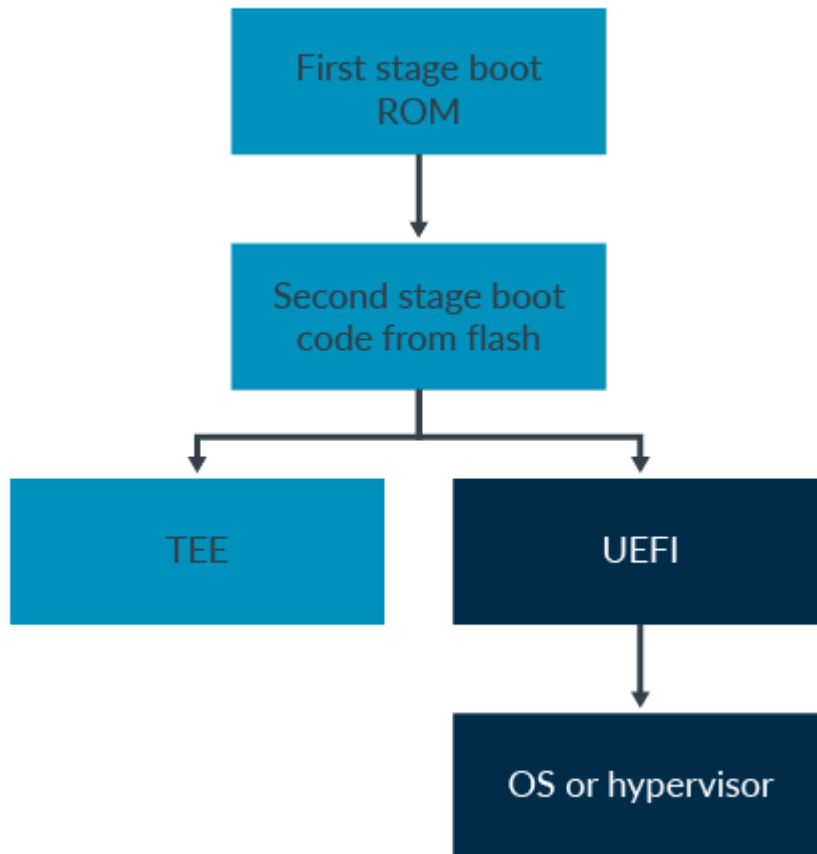 First stage boot
ROM
Second stage boot
code from flash
TEE
UEFI
OS or hypervisor